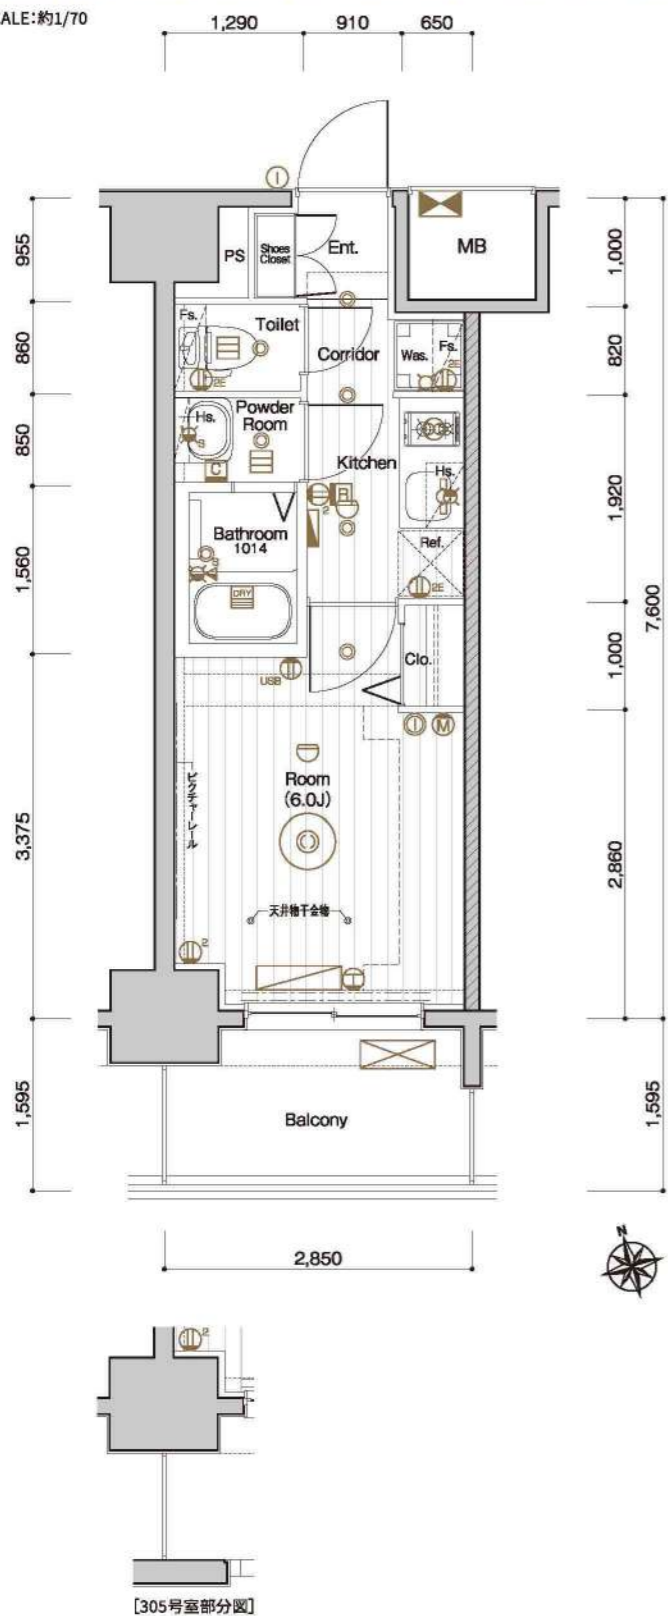 ALE:約1/70
1,290 910 650
955
860
850
1,560
3,375
1,595
1,000
820
1,920
1,000
2,860
7,600
1,595
PS
Shoes
Closet
Ent.
MB
Fs.
Toilet
2E
Corridor
Was.
Fs.
2E
Hs.
S
Powder
Room
C
Kitchen
Hs.
R
2
Bathroom
1014
S
DRY
Ref.
2E
Clo.
USB
I M
Room
(6.0J)
ピクチャーレール
天井物干金物
2
T
Balcony
2,850
N
2
[305号室部分図]